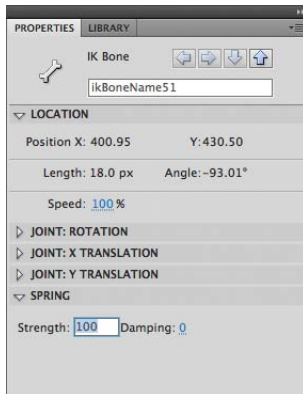 PROPERTIES LIBRARY
IK Bone
ikBoneName51
LOCATION
Position X: 400.95 Y:430.50
Length: 18.0 px Angle:-93.01°
Speed: 100 %
JOINT: ROTATION
JOINT: X TRANSLATION
JOINT: Y TRANSLATION
SPRING
Strength: 100 Damping: 0